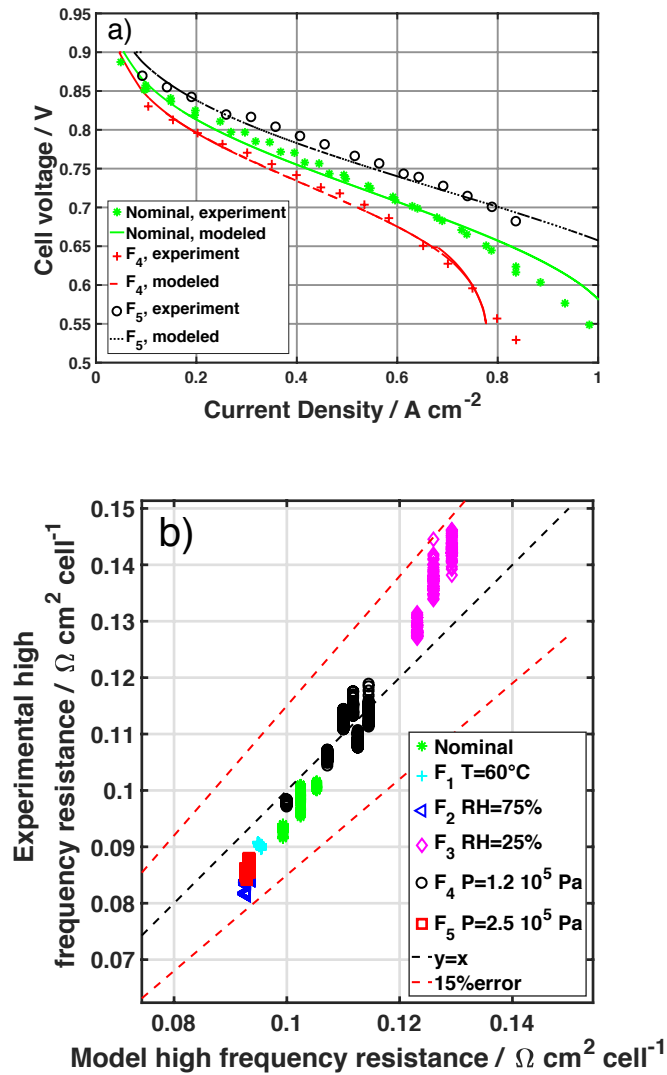 a)
0.95
0.9
0.85
0.8
0.75
0.7
0.65
0.6
0.55
0.5
Cell voltage / V
Nominal, experiment
Nominal, modeled
F4, experiment
F4, modeled
F5, experiment
F5, modeled
0 0.2 0.4 0.6 0.8 1
Current Density / A cm-2
b)
0.15
0.14
0.13
0.12
0.11
0.1
0.09
0.08
0.07
Experimental high
frequency resistance / Ω cm2 cell-1
Nominal
F1 T=60°C
F2 RH=75%
F3 RH=25%
F4 P=1.2 105 Pa
F5 P=2.5 105 Pa
y=x
15%error
0.08 0.1 0.12 0.14
Model high frequency resistance / Ω cm2 cell-1